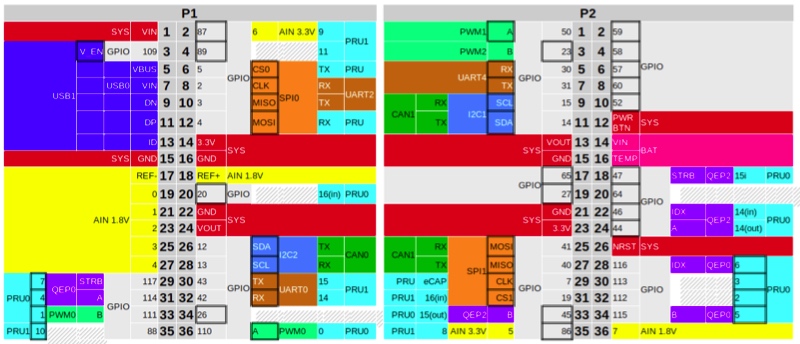 P1 P2
SYS VIN 1 2 87 6 AIN 3.3V 9 PRU1 PWM1 A 50 1 2 59
V_EN GPIO 109 3 4 89 GPIO 11 PWM2 B 23 3 4 58 GPIO
VBUS 5 6 5 CS0 TX PRU UART4 RX 30 GPIO 5 6 57
USB1 USB0 VIN 7 8 2 CLK SPI0 RX UART2 TX 31 7 8 60
DN 9 10 3 MISO TX CAN1 RX I2C1 SCL 15 9 10 52
DP 11 12 4 MOSI RX PRU TX SDA 14 11 12 PWR BTN SYS
ID 13 14 3.3V SYS SYS VOUT 13 14 VIN BAT
SYS GND 15 16 GND GND 15 16 TEMP
REF- 17 18 REF+ AIN 1.8V GPIO 65 17 18 47 GPIO STRB QEP2 15i PRU0
AIN 1.8V 0 19 20 20 GPIO 16(in) PRU0 27 19 20 64
1 21 22 GND SYS SYS GND 21 22 46 IDX QEP2 14(in) PRU0
2 23 24 VOUT 3.3V 23 24 44 A 14(out)
3 25 26 12 GPIO SDA I2C2 TX CAN0 CAN1 RX SPI1 MOSI 41 GPIO 25 26 NRST SYS
4 27 28 13 SCL RX TX MISO 40 27 28 116 GPIO IDX QEP0 6 PRU0
PRU0 7 QEP0 STRB GPIO 117 29 30 43 TX UART0 15 PRU1 PRU eCAP CLK 7 29 30 113 3
4 A 114 31 32 42 RX 14 PRU1 16(in) CS1 19 31 32 112 2
1 PWM0 B 111 33 34 26 PRU0 15(out) QEP2 B 45 33 34 115 B QEP0 5
PRU1 10 88 35 36 110 A PWM0 0 PRU0 PRU1 8 AIN 3.3V 5 86 35 36 7 AIN 1.8V